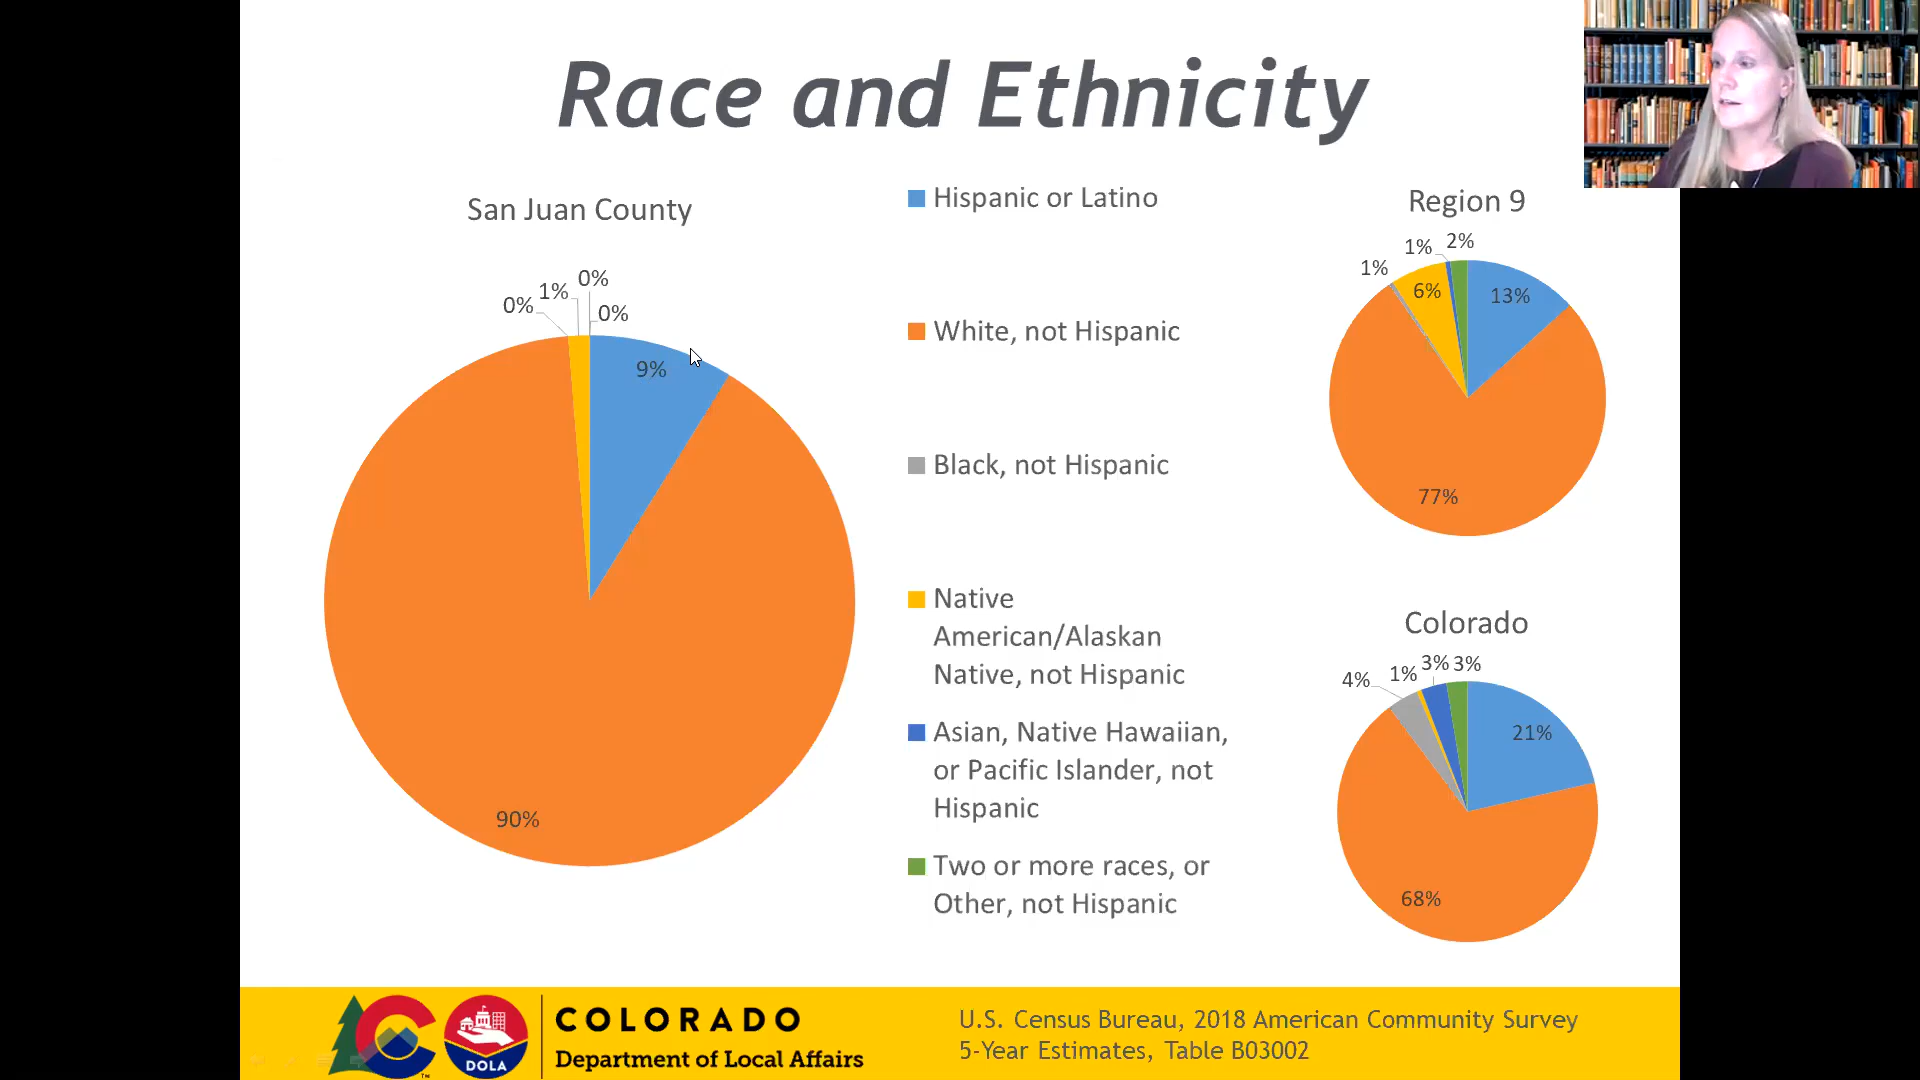 Race and Ethnicity
San Juan County
0%
1%
0%
0%
9%
90%
Hispanic or Latino
White, not Hispanic
Black, not Hispanic
Native
American/Alaskan
Native, not Hispanic
Asian, Native Hawaiian,
or Pacific Islander, not
Hispanic
Two or more races, or
Other, not Hispanic
Region 9
1%
1%
2%
6%
13%
77%
Colorado
4%
1%
3%
3%
21%
68%
DOLA
COLORADO
Department of Local Affairs
U.S. Census Bureau, 2018 American Community Survey
5-Year Estimates, Table B03002